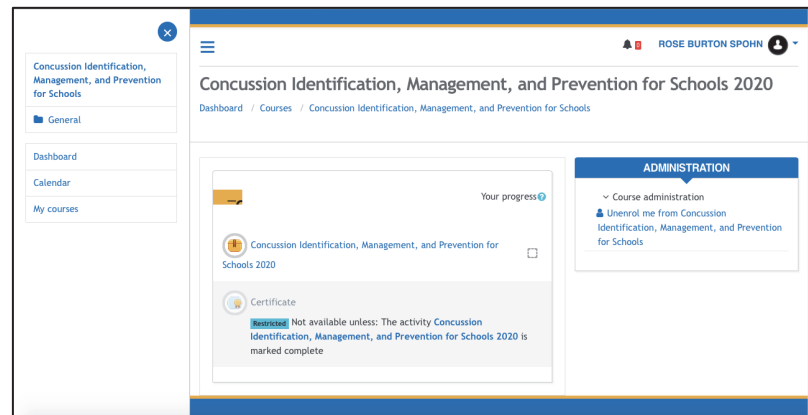 Concussion Identification,
Management, and Prevention
for Schools
General
Dashboard
Calendar
My courses
ROSE BURTON SPOHN
Concussion Identification, Management, and Prevention for Schools 2020
Dashboard / Courses / Concussion Identification, Management, and Prevention for Schools
Your progress
Concussion Identification, Management, and Prevention for
Schools 2020
Certificate
Restricted Not available unless: The activity Concussion
Identification, Management, and Prevention for Schools 2020 is
marked complete
ADMINISTRATION
Course administration
Unenrol me from Concussion
Identification, Management, and Prevention
for Schools